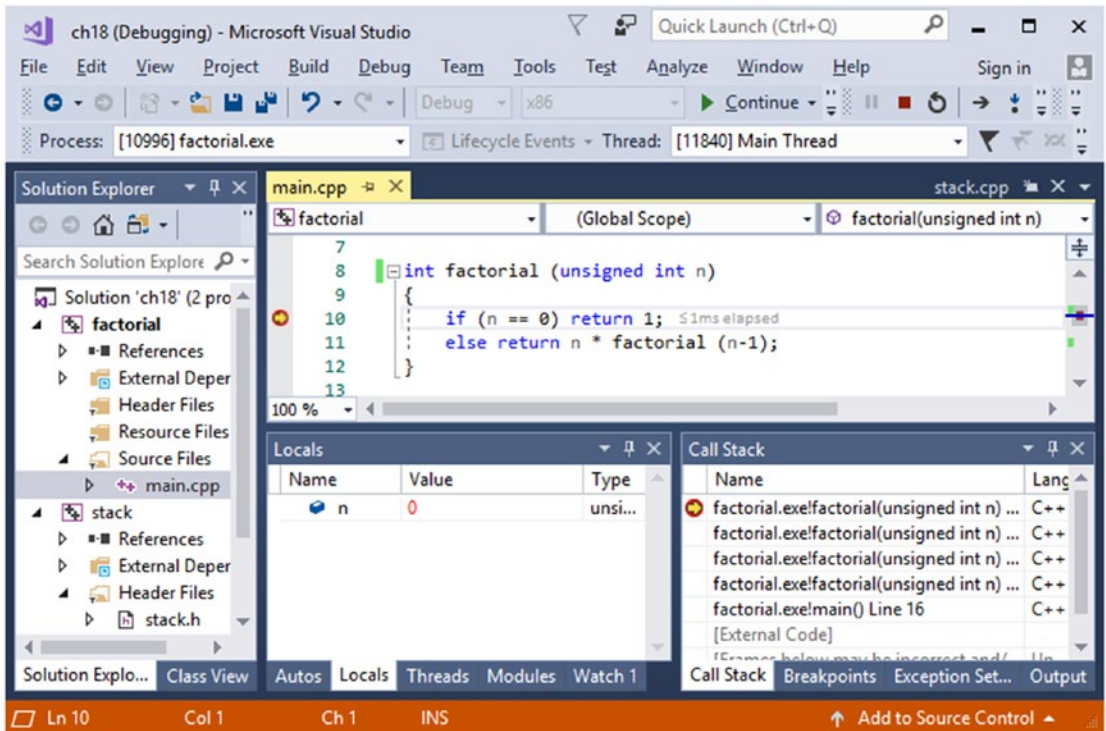 ch18 (Debugging) - Microsoft Visual Studio
Quick Launch (Ctrl+Q)
File Edit View Project Build Debug Team Tools Test Analyze Window Help Sign in
Debug x86 Continue
Process: [10996] factorial.exe Lifecycle Events Thread: [11840] Main Thread
Solution Explorer
Search Solution Explore
Solution 'ch18' (2 pro
factorial
References
External Deper
Header Files
Resource Files
Source Files
main.cpp
stack
References
External Deper
Header Files
stack.h
Solution Explo... Class View
main.cpp stack.cpp
factorial (Global Scope) factorial(unsigned int n)
7
8 int factorial (unsigned int n)
9 {
10 if (n == 0) return 1; ≤1ms elapsed
11 else return n * factorial (n-1);
12 }
13
100 %
Locals
Name Value Type
n 0 unsi...
Autos Locals Threads Modules Watch 1
Call Stack
Name Lang
factorial.exe!factorial(unsigned int n) ... C++
factorial.exe!factorial(unsigned int n) ... C++
factorial.exe!factorial(unsigned int n) ... C++
factorial.exe!factorial(unsigned int n) ... C++
factorial.exe!main() Line 16 C++
[External Code]
[Frames below may be incorrect and/ Un
Call Stack Breakpoints Exception Set... Output
Ln 10 Col 1 Ch 1 INS Add to Source Control